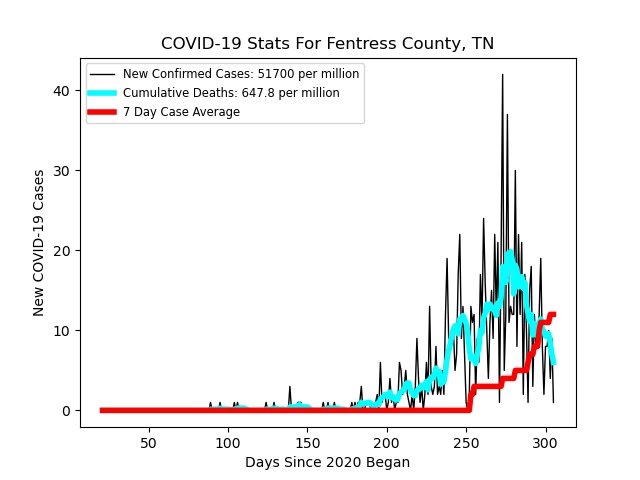 COVID-19 Stats For Fentress County, TN
New Confirmed Cases: 51700 per million
Cumulative Deaths: 647.8 per million
7 Day Case Average
New COVID-19 Cases
40
30
20
10
0
50 100 150 200 250 300
Days Since 2020 Began